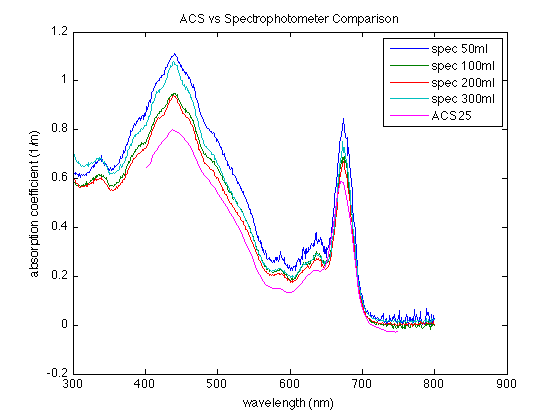 ACS vs Spectrophotometer Comparison
1.2
1
0.8
0.6
0.4
0.2
0
-0.2
absorption coefficient (1/m)
spec 50ml
spec 100ml
spec 200ml
spec 300ml
ACS25
300
400
500
600
700
800
900
wavelength (nm)